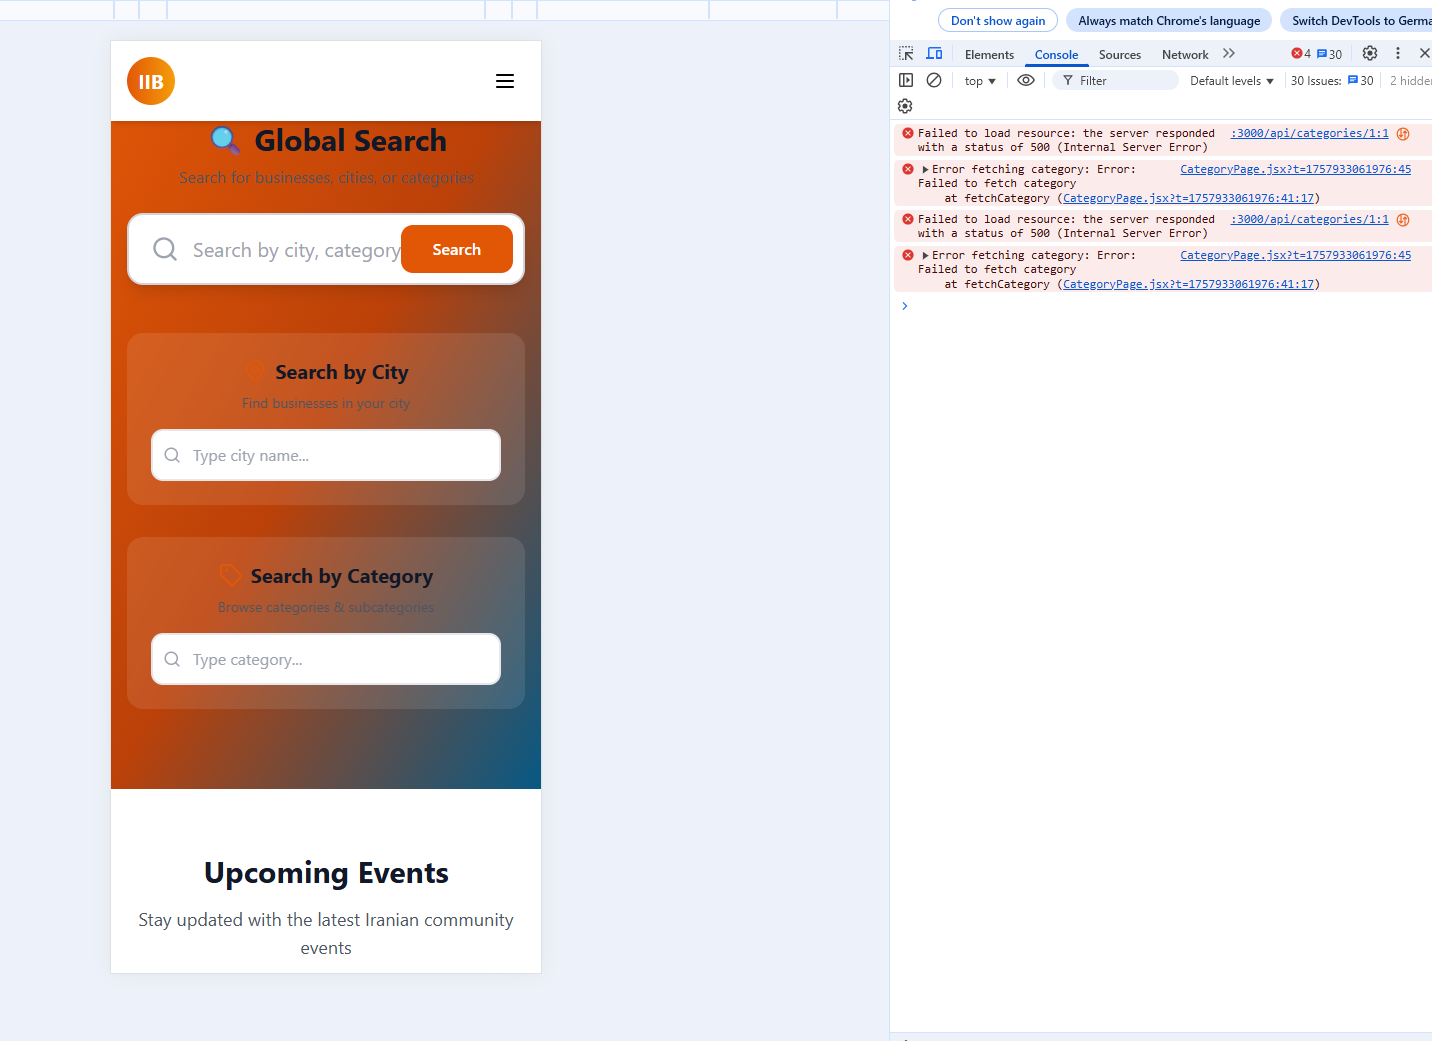 Don't show again
Always match Chrome's language
Switch DevTools to Germa
Elements
Console
Sources
Network
4
30
top
Filter
Default levels
30 Issues:
30
2 hidde
Failed to load resource: the server responded with a status of 500 (Internal Server Error)
:3000/api/categories/1:1
Error fetching category: Error: CategoryPage.jsx?t=1757933061976:45
Failed to fetch category
at fetchCategory (CategoryPage.jsx?t=1757933061976:41:17)
Failed to load resource: the server responded with a status of 500 (Internal Server Error)
:3000/api/categories/1:1
Error fetching category: Error: CategoryPage.jsx?t=1757933061976:45
Failed to fetch category
at fetchCategory (CategoryPage.jsx?t=1757933061976:41:17)
IIB
Global Search
Search for businesses, cities, or categories
Search by city, category
Search
Search by City
Find businesses in your city
Type city name...
Search by Category
Browse categories & subcategories
Type category...
Upcoming Events
Stay updated with the latest Iranian community
events